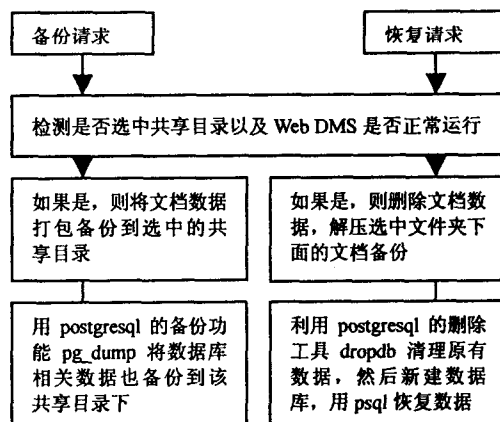 备份请求
恢复请求
检测是否选中共享目录以及 Web DMS 是否正常运行
如果是，则将文档数据
打包备份到选中的共
享目录
如果是，则删除文档数
据，解压选中文件夹下
面的文档备份
用 postgresql 的备份功
能 pg_dump 将数据库
相关数据也备份到该
共享目录下
利用 postgresql 的删除
工具 dropdb 清理原有
数据，然后新建数据
库，用 psql 恢复数据